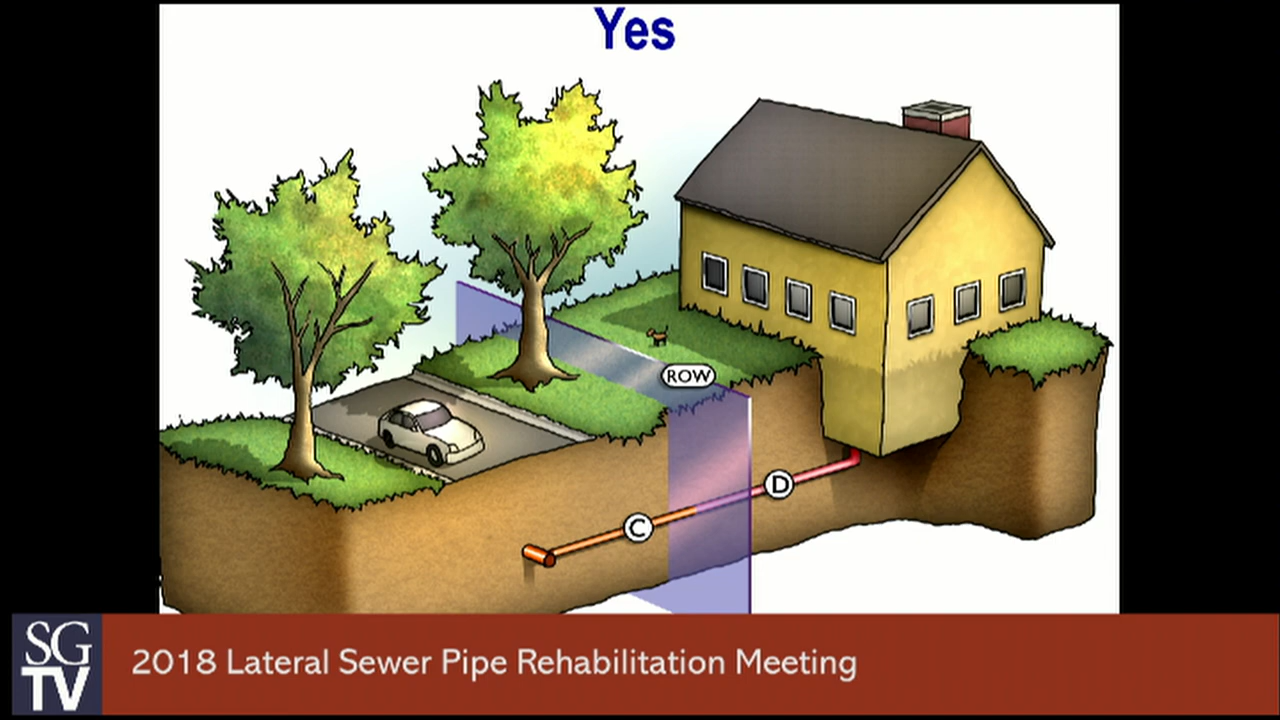 Yes
ROW
D
C
SG
TV
2018 Lateral Sewer Pipe Rehabilitation Meeting